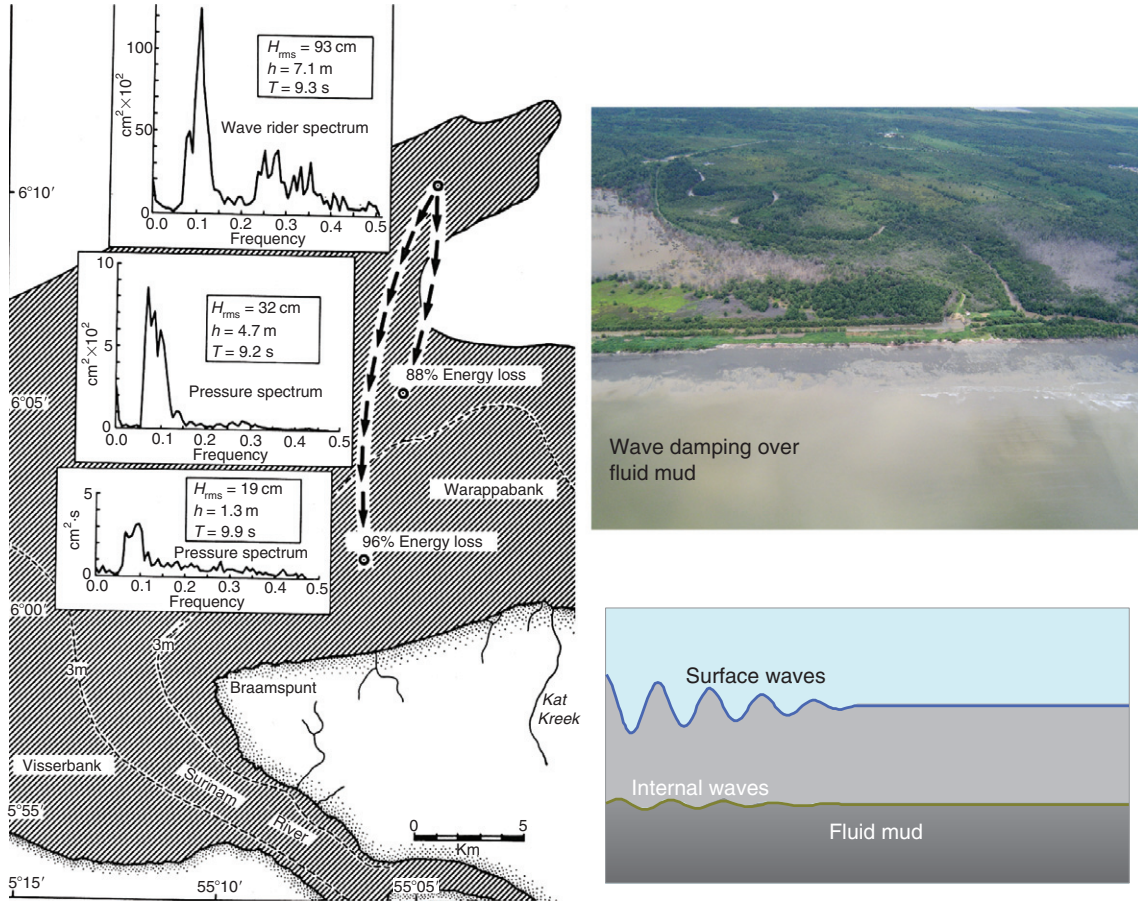 120
100
50
0
cm²×10²
H_rms = 93 cm
h = 7.1 m
T = 9.3 s
Wave rider spectrum
0.0 0.1 0.2 0.3 0.4 0.5
Frequency
6°10′
10
5
0
cm²×10²
H_rms = 32 cm
h = 4.7 m
T = 9.2 s
Pressure spectrum
0.0 0.1 0.2 0.3 0.4 0.5
Frequency
88% Energy loss
6°05′
Warappabank
5
0
cm²·s
H_rms = 19 cm
h = 1.3 m
T = 9.9 s
Pressure spectrum
0.0 0.1 0.2 0.3 0.4 0.5
Frequency
96% Energy loss
6°00′
3m
3m
Braamspunt
Kat
Kreek
Visserbank
Surinam
River
5°55′
0 5
Km
5°15′ 55°10′ 55°05′
Wave damping over
fluid mud
Surface waves
Internal waves
Fluid mud